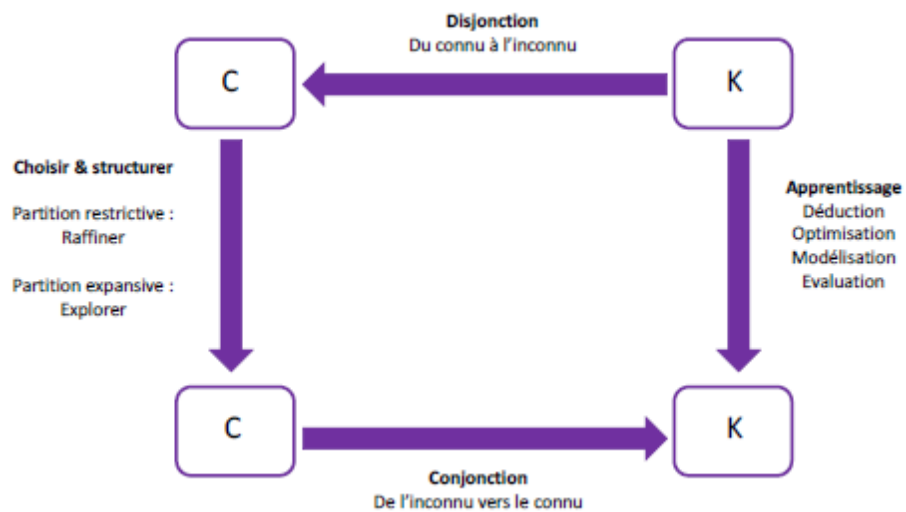 Disjonction
Du connu à l'inconnu
C
K
Choisir & structurer
Partition restrictive :
Raffiner
Partition expansive :
Explorer
Apprentissage
Déduction
Optimisation
Modélisation
Evaluation
C
K
Conjonction
De l'inconnu vers le connu